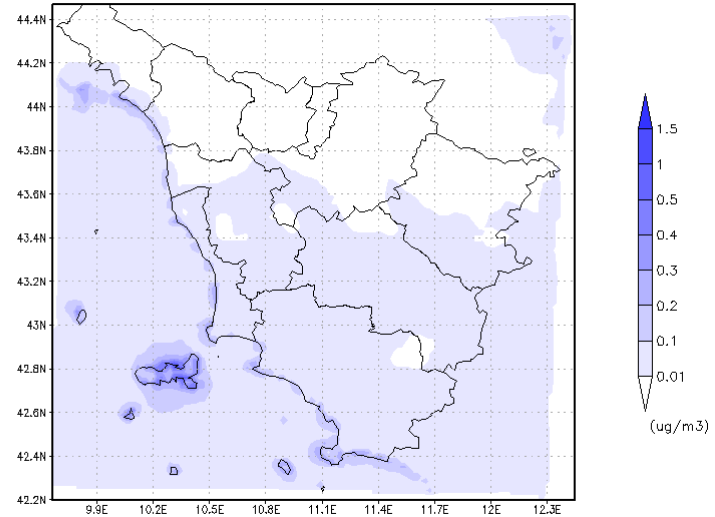 44.4N
44.2N
44N
43.8N
43.6N
43.4N
43.2N
43N
42.8N
42.6N
42.4N
42.2N
9.9E 10.2E 10.5E 10.8E 11.1E 11.4E 11.7E 12E 12.3E
1.5
1
0.5
0.4
0.3
0.2
0.1
0.01
(ug/m3)